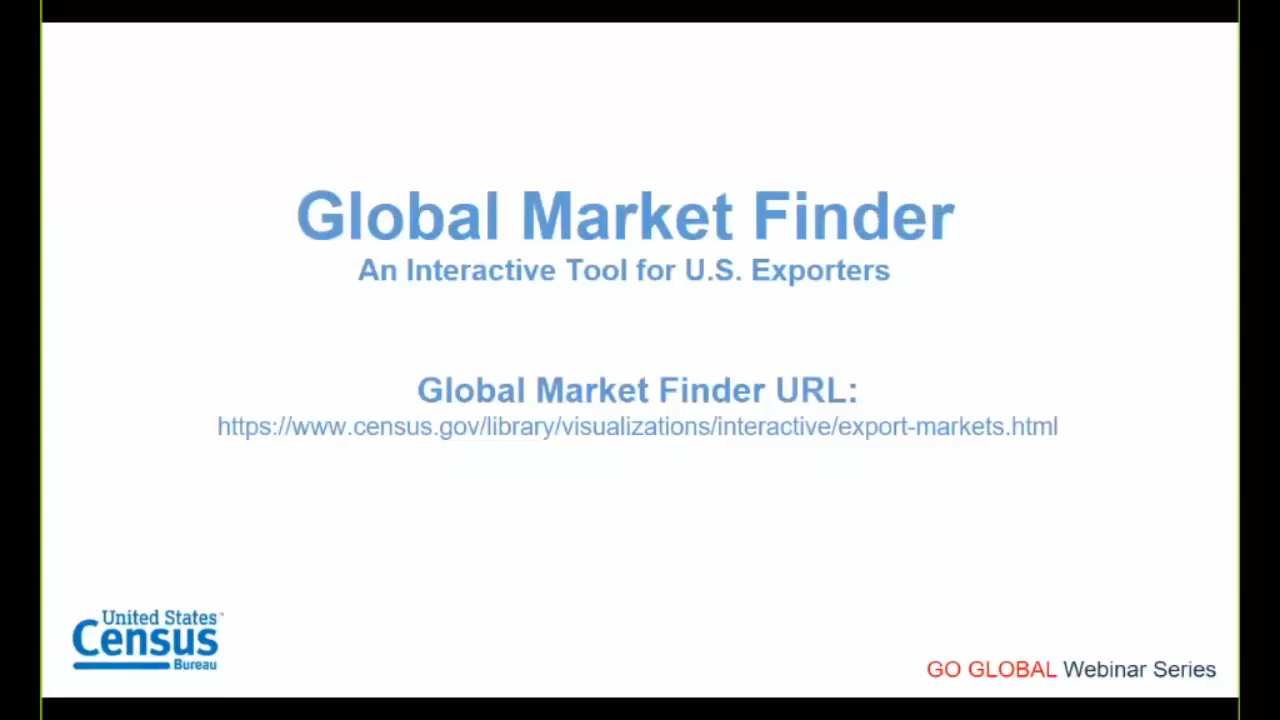 Global Market Finder
An Interactive Tool for U.S. Exporters
Global Market Finder URL:
https://www.census.gov/library/visualizations/interactive/export-markets.html
United States™
Census
Bureau
GO GLOBAL Webinar Series